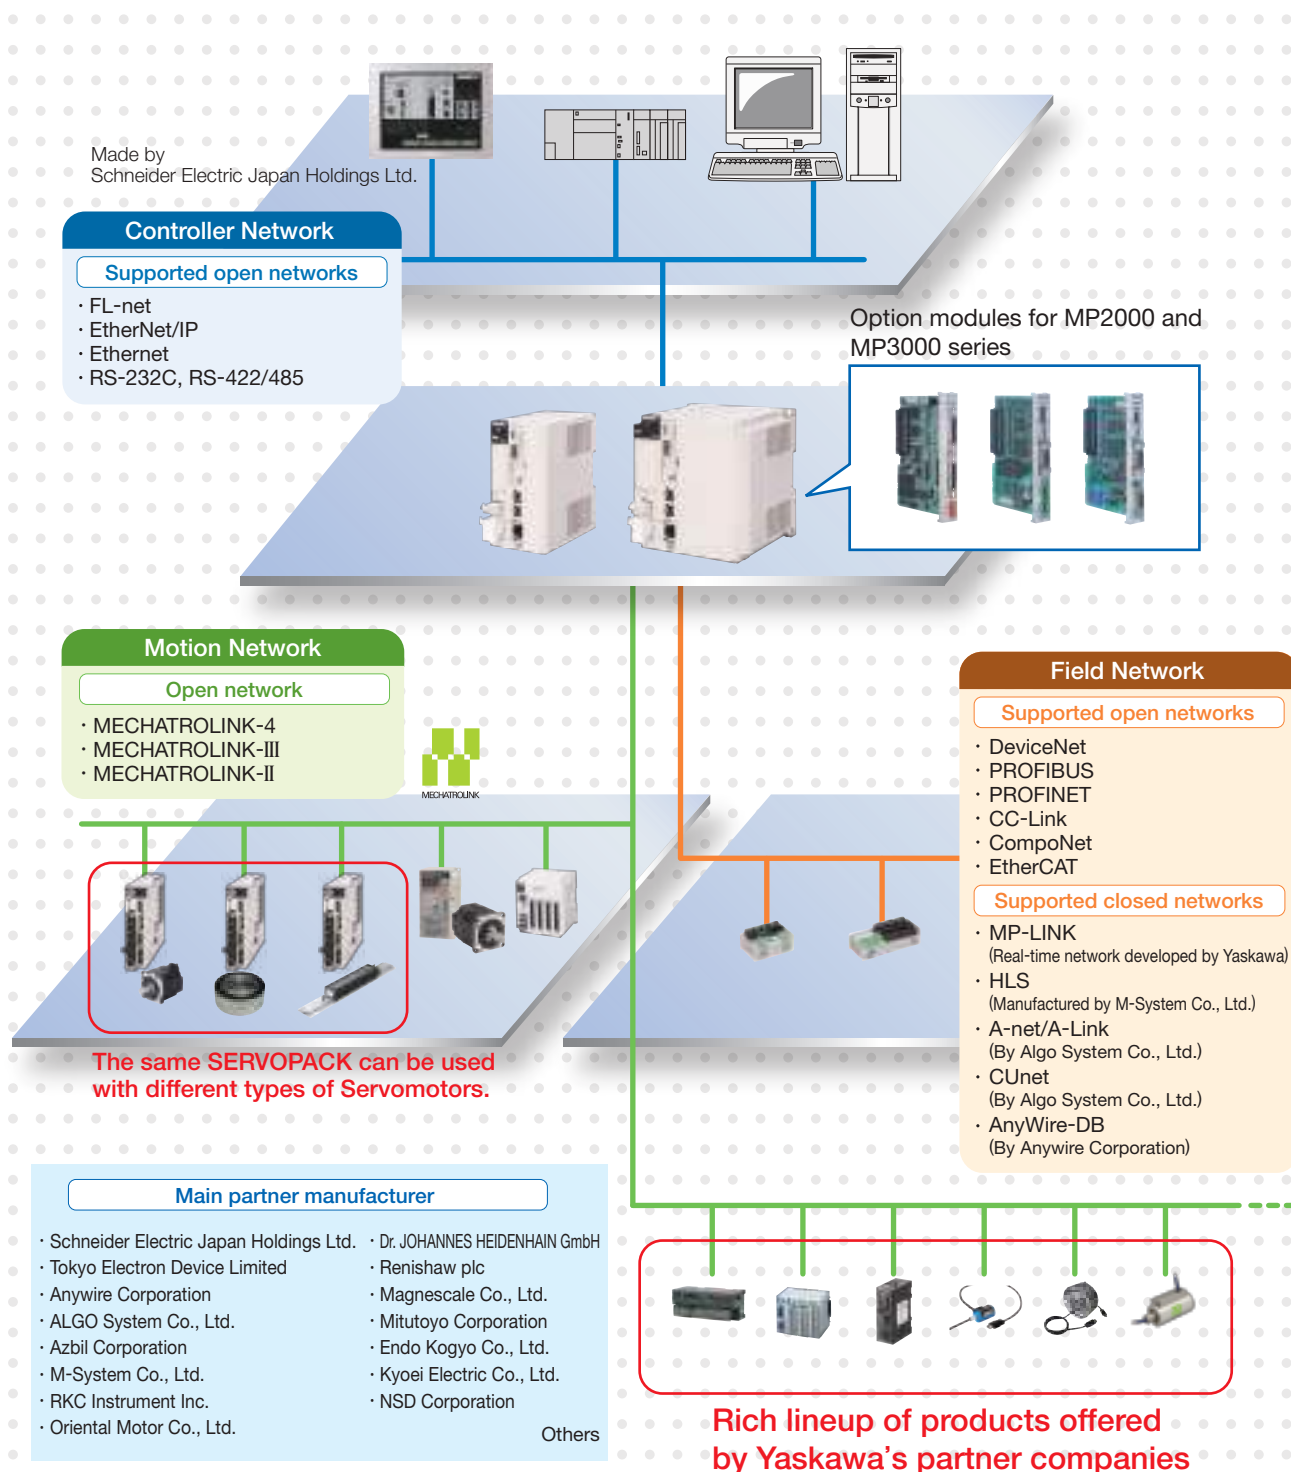 Made by
Schneider Electric Japan Holdings Ltd.
Controller Network
Supported open networks
· FL-net
· EtherNet/IP
· Ethernet
· RS-232C, RS-422/485
Option modules for MP2000 and
MP3000 series
Motion Network
Open network
· MECHATROLINK-4
· MECHATROLINK-III
· MECHATROLINK-II
MECHATROLINK
The same SERVOPACK can be used
with different types of Servomotors.
Field Network
Supported open networks
· DeviceNet
· PROFIBUS
· PROFINET
· CC-Link
· CompoNet
· EtherCAT
Supported closed networks
· MP-LINK
(Real-time network developed by Yaskawa)
· HLS
(Manufactured by M-System Co., Ltd.)
· A-net/A-Link
(By Algo System Co., Ltd.)
· CUnet
(By Algo System Co., Ltd.)
· AnyWire-DB
(By Anywire Corporation)
Main partner manufacturer
· Schneider Electric Japan Holdings Ltd.
· Tokyo Electron Device Limited
· Anywire Corporation
· ALGO System Co., Ltd.
· Azbil Corporation
· M-System Co., Ltd.
· RKC Instrument Inc.
· Oriental Motor Co., Ltd.
· Dr. JOHANNES HEIDENHAIN GmbH
· Renishaw plc
· Magnescale Co., Ltd.
· Mitutoyo Corporation
· Endo Kogyo Co., Ltd.
· Kyoei Electric Co., Ltd.
· NSD Corporation
Others
Rich lineup of products offered
by Yaskawa's partner companies